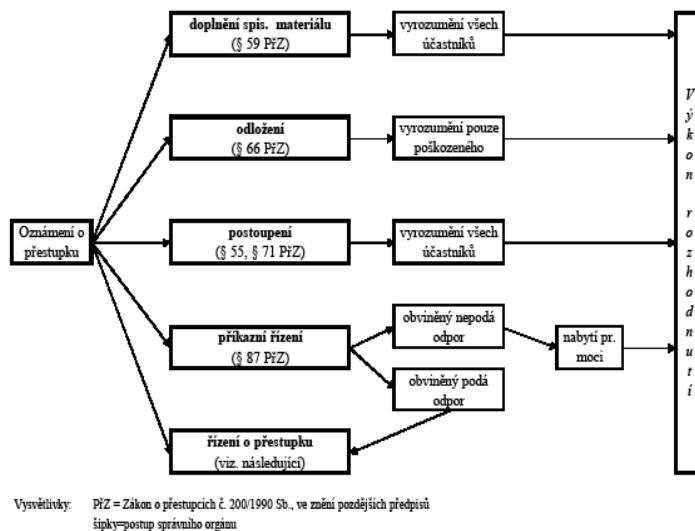 doplnění spis. materiálu
(§ 59 PřZ)
vyrozumění všech
účastníků
odložení
(§ 66 PřZ)
vyrozumění pouze
poškozeného
Oznámení o
přestupku
postoupení
(§ 55, § 71 PřZ)
vyrozumění všech
účastníků
příkazní řízení
(§ 87 PřZ)
obviněný nepodá
odpor
nabytí pr.
moci
obviněný podá
odpor
řízení o přestupku
(viz. následující)
V
ý
k
o
n
r
o
z
h
o
d
n
u
t
í
Vysvětlivky: PřZ = Zákon o přestupcích č. 200/1990 Sb., ve znění pozdějších předpisů
šipky=postup správního orgánu